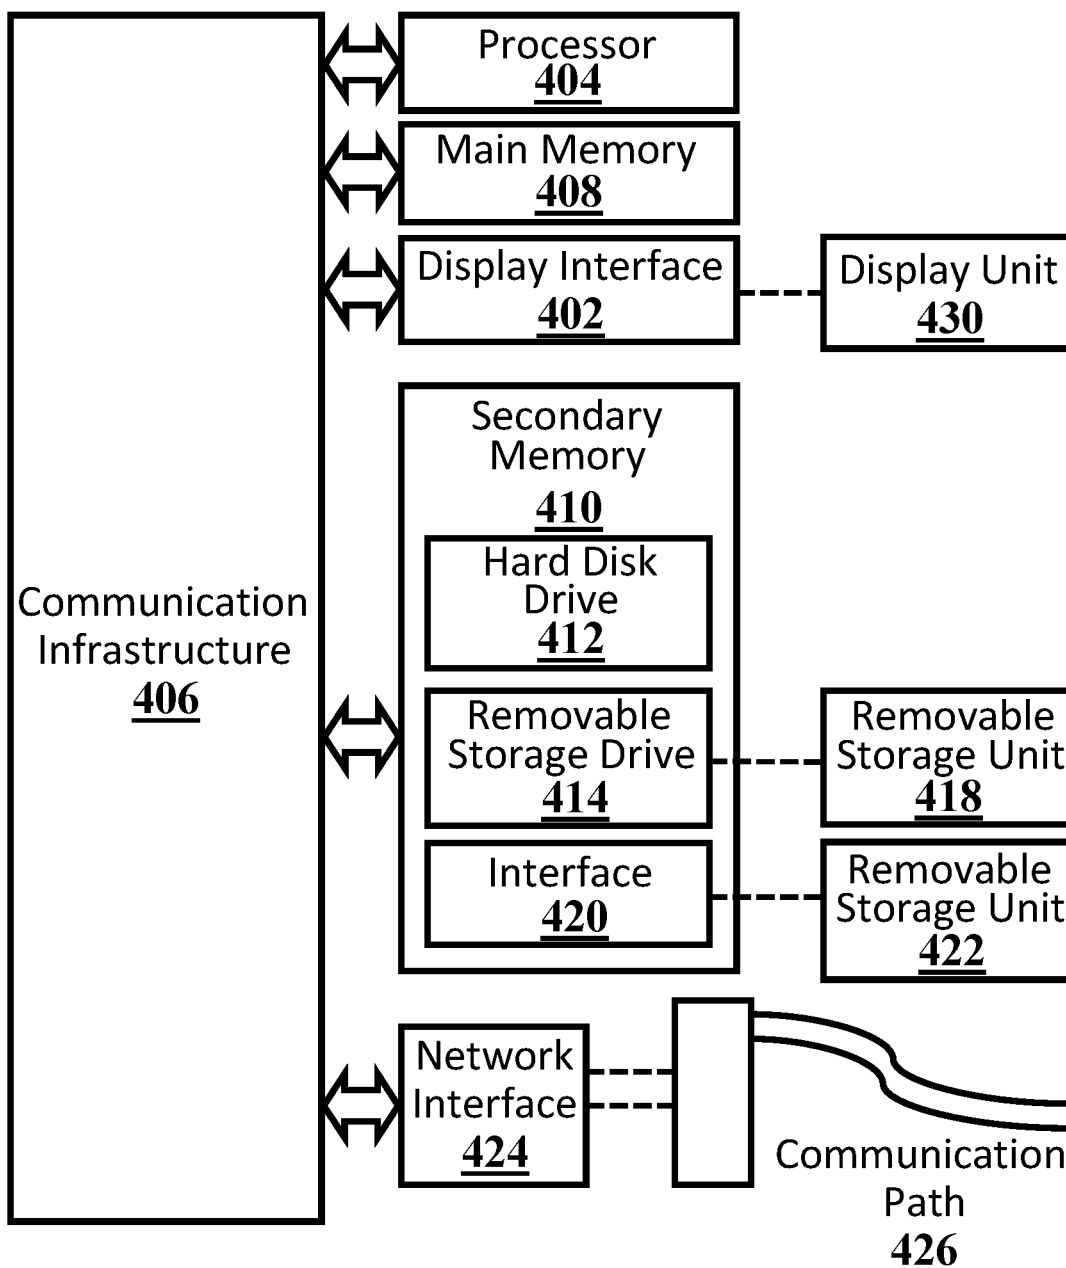 Processor
404
Main Memory
408
Display Interface
402
Display Unit
430
Secondary
Memory
410
Hard Disk
Drive
412
Communication
Infrastructure
406
Removable
Storage Drive
414
Removable
Storage Unit
418
Interface
420
Removable
Storage Unit
422
Network
Interface
424
Communication
Path
426